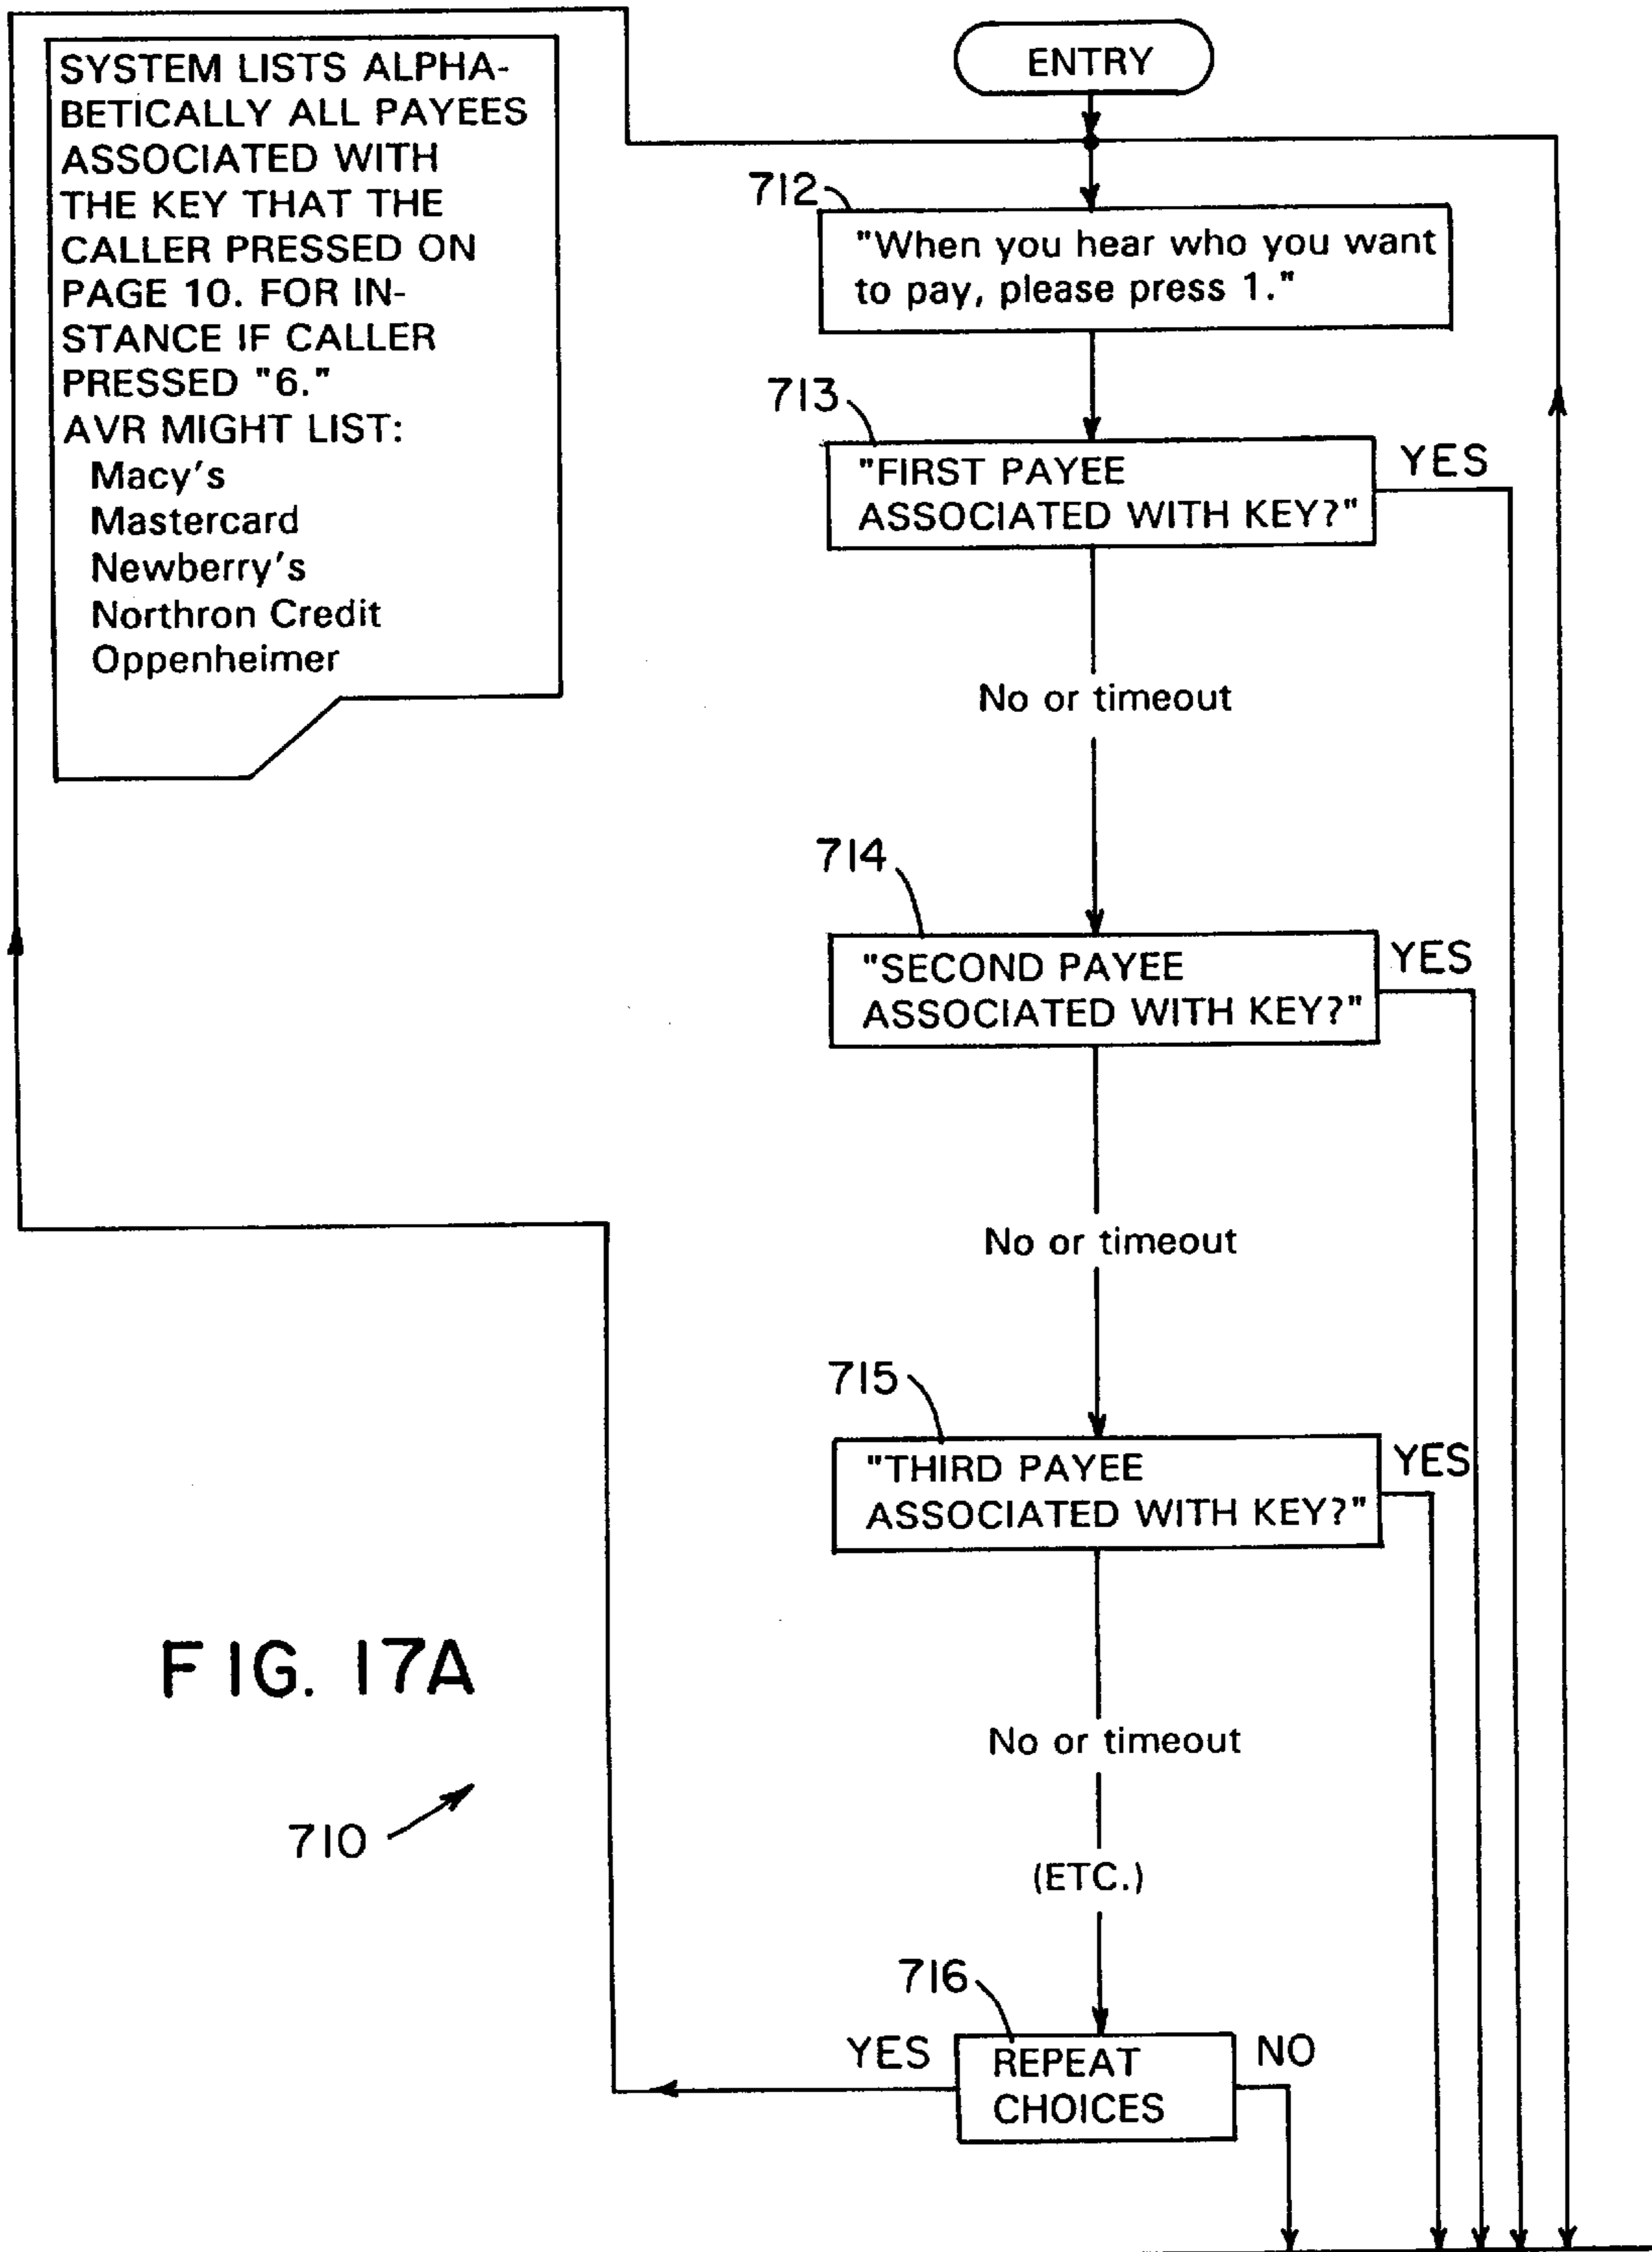 SYSTEM LISTS ALPHA-
BETICALLY ALL PAYEES
ASSOCIATED WITH
THE KEY THAT THE
CALLER PRESSED ON
PAGE 10. FOR IN-
STANCE IF CALLER
PRESSED "6."
AVR MIGHT LIST:
Macy's
Mastercard
Newberry's
Northron Credit
Oppenheimer
ENTRY
712
"When you hear who you want
to pay, please press 1."
713
"FIRST PAYEE
ASSOCIATED WITH KEY?"
YES
No or timeout
714
"SECOND PAYEE
ASSOCIATED WITH KEY?"
YES
No or timeout
715
"THIRD PAYEE
ASSOCIATED WITH KEY?"
YES
No or timeout
(ETC.)
716
YES
REPEAT
CHOICES
NO
FIG. 17A
710